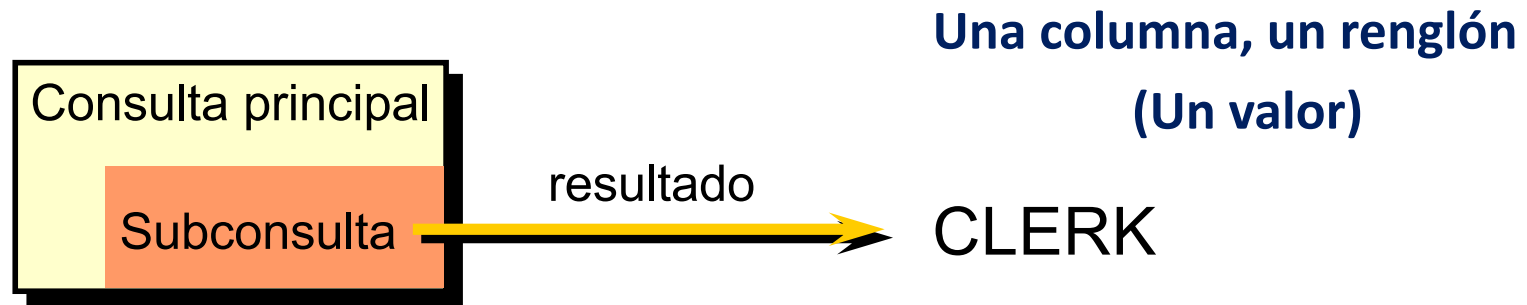 Una columna, un renglón
(Un valor)
Consulta principal
Subconsulta
resultado
CLERK